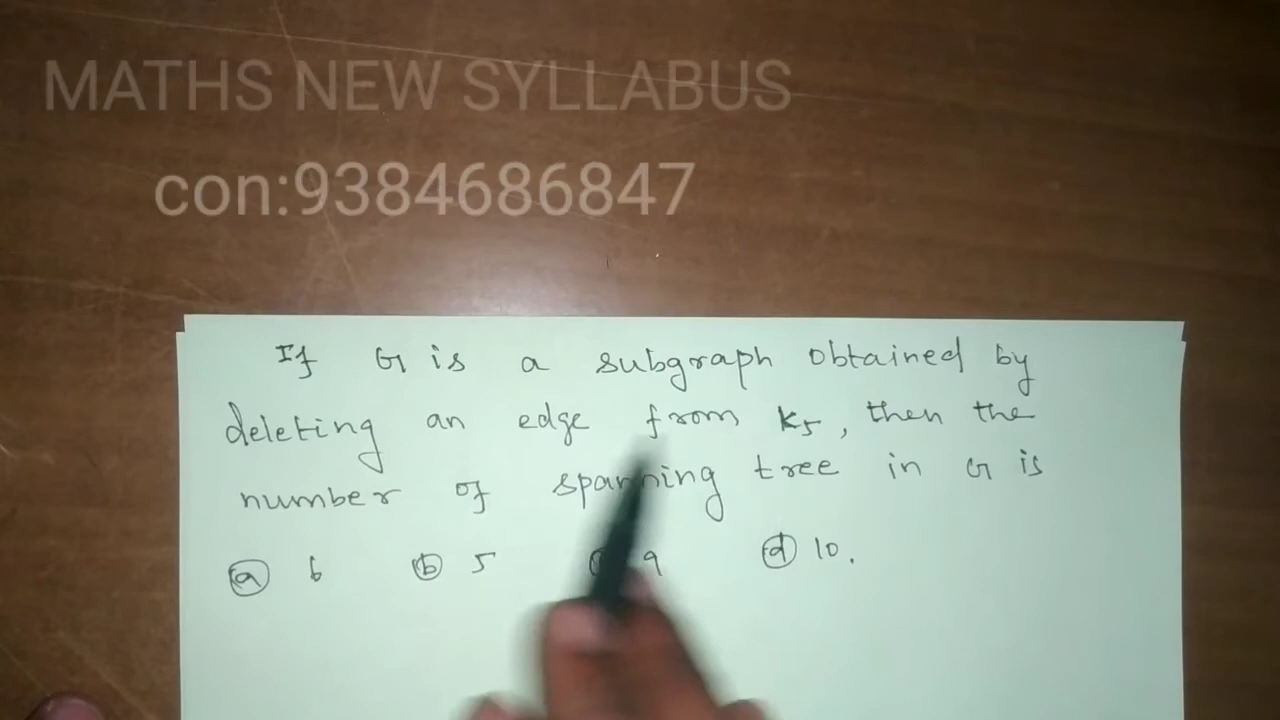 MATHS NEW SYLLABUS
con:9384686847
If G is a subgraph obtained by
deleting an edge from K5, then the
number of spanning tree in G is
(a) 6 (b) 5 9 (d) 10.